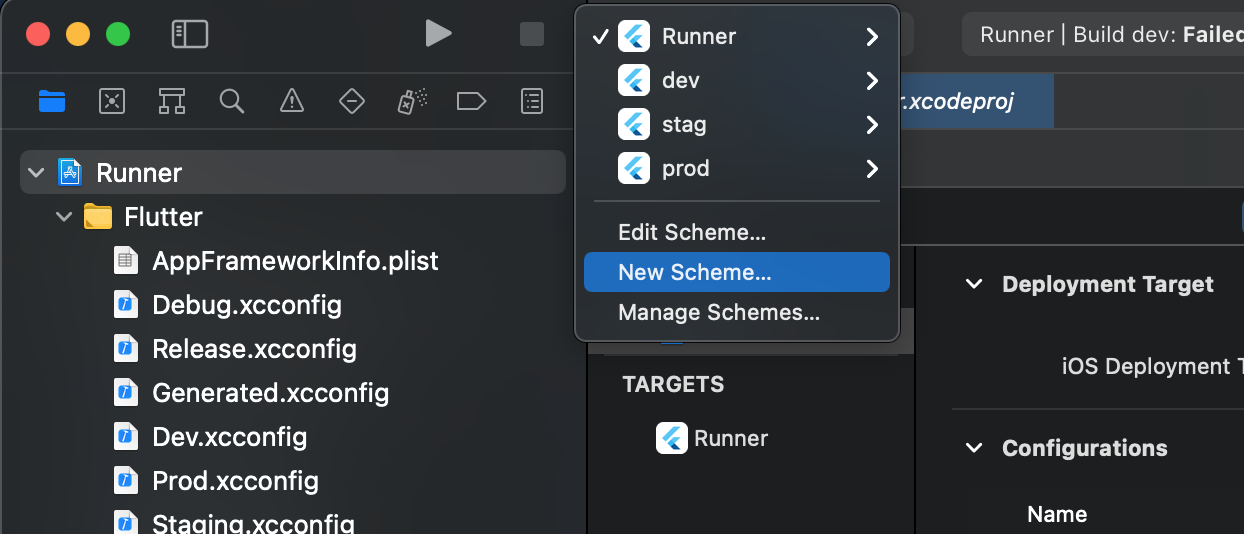 Runner
dev
stag
prod
Edit Scheme...
New Scheme...
Manage Schemes...
Runner | Build dev: Failed
r.xcodeproj
Runner
Flutter
AppFrameworkInfo.plist
Debug.xcconfig
Release.xcconfig
Generated.xcconfig
Dev.xcconfig
Prod.xcconfig
Staging.xcconfig
TARGETS
Runner
Deployment Target
iOS Deployment T
Configurations
Name